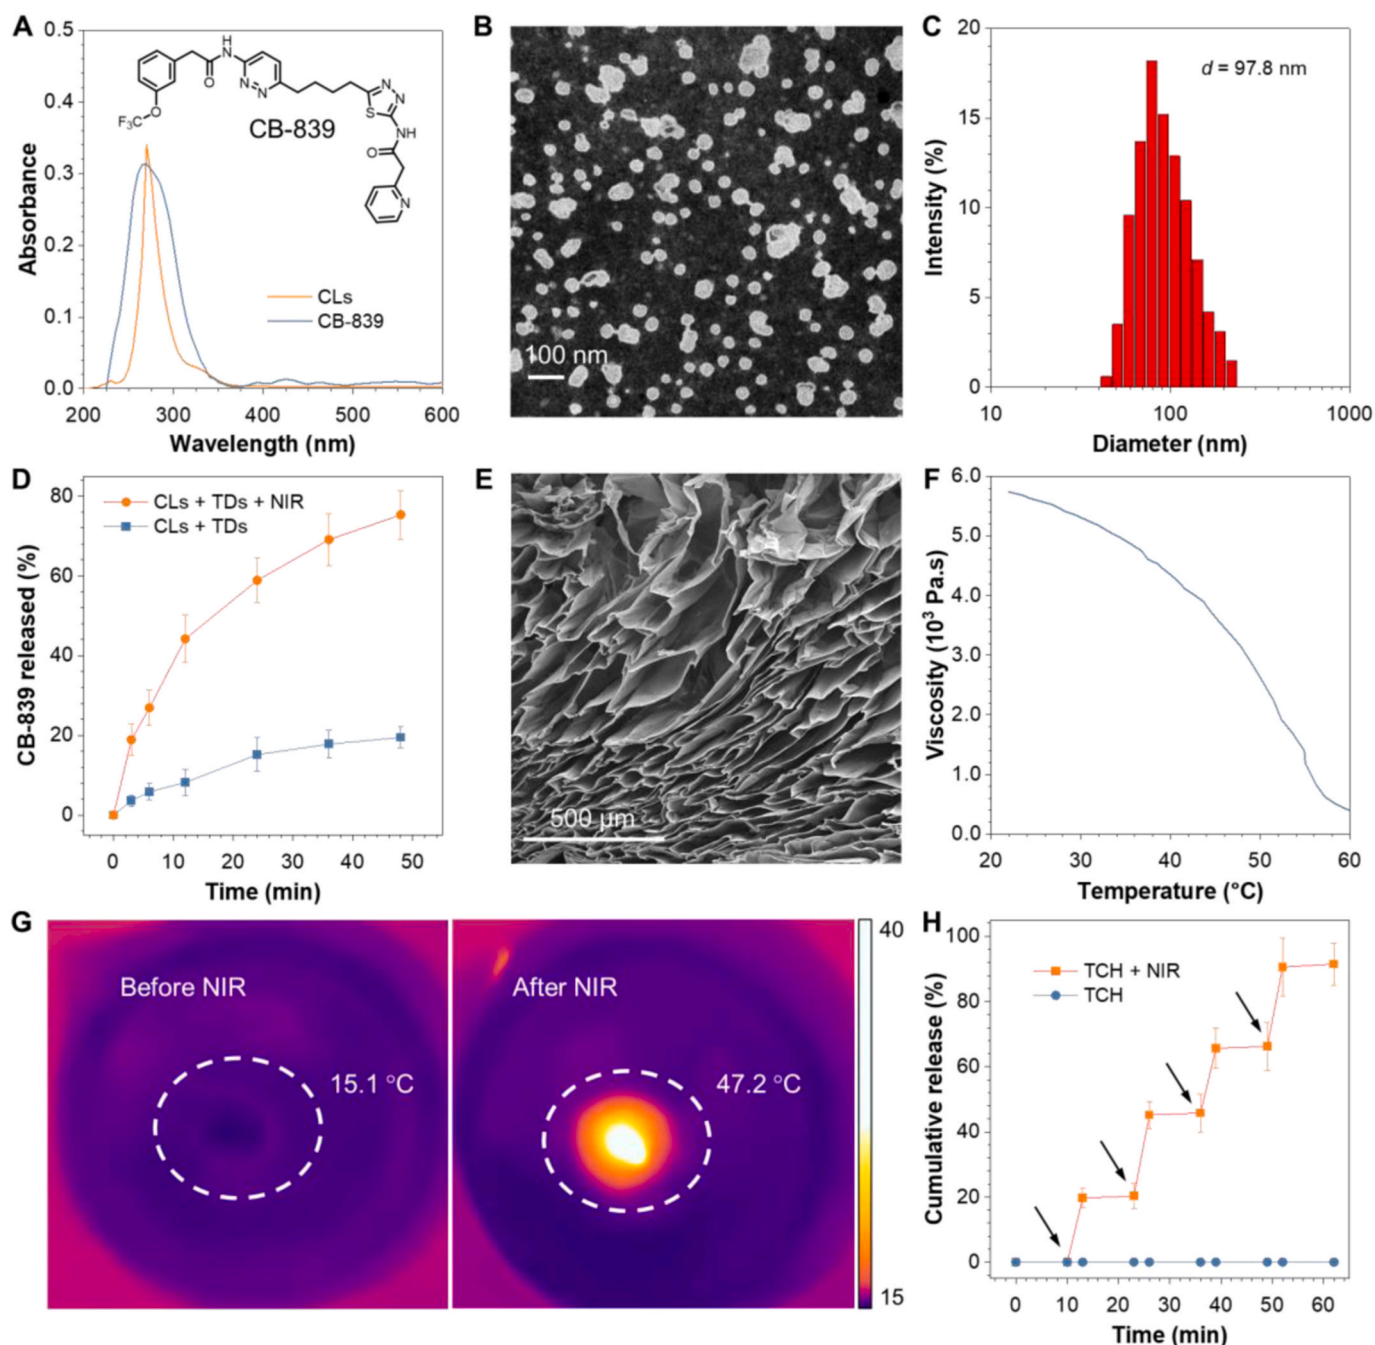 A
0.5
0.4
0.3
0.2
0.1
0.0
Absorbance
200
300
400
500
600
Wavelength (nm)
H
N
O
N
N
N
N
S
NH
O
N
O
F₃C
CB-839
CLs
CB-839
B
100 nm
C
20
15
10
5
0
Intensity (%)
d = 97.8 nm
10
100
1000
Diameter (nm)
D
80
60
40
20
0
CB-839 released (%)
CLs + TDs + NIR
CLs + TDs
0
10
20
30
40
50
Time (min)
E
500 μm
F
6.0
5.0
4.0
3.0
2.0
1.0
0.0
Viscosity (10³ Pa.s)
20
30
40
50
60
Temperature (°C)
G
Before NIR
15.1 °C
After NIR
47.2 °C
40
15
H
100
80
60
40
20
0
Cumulative release (%)
TCH + NIR
TCH
0
10
20
30
40
50
60
Time (min)